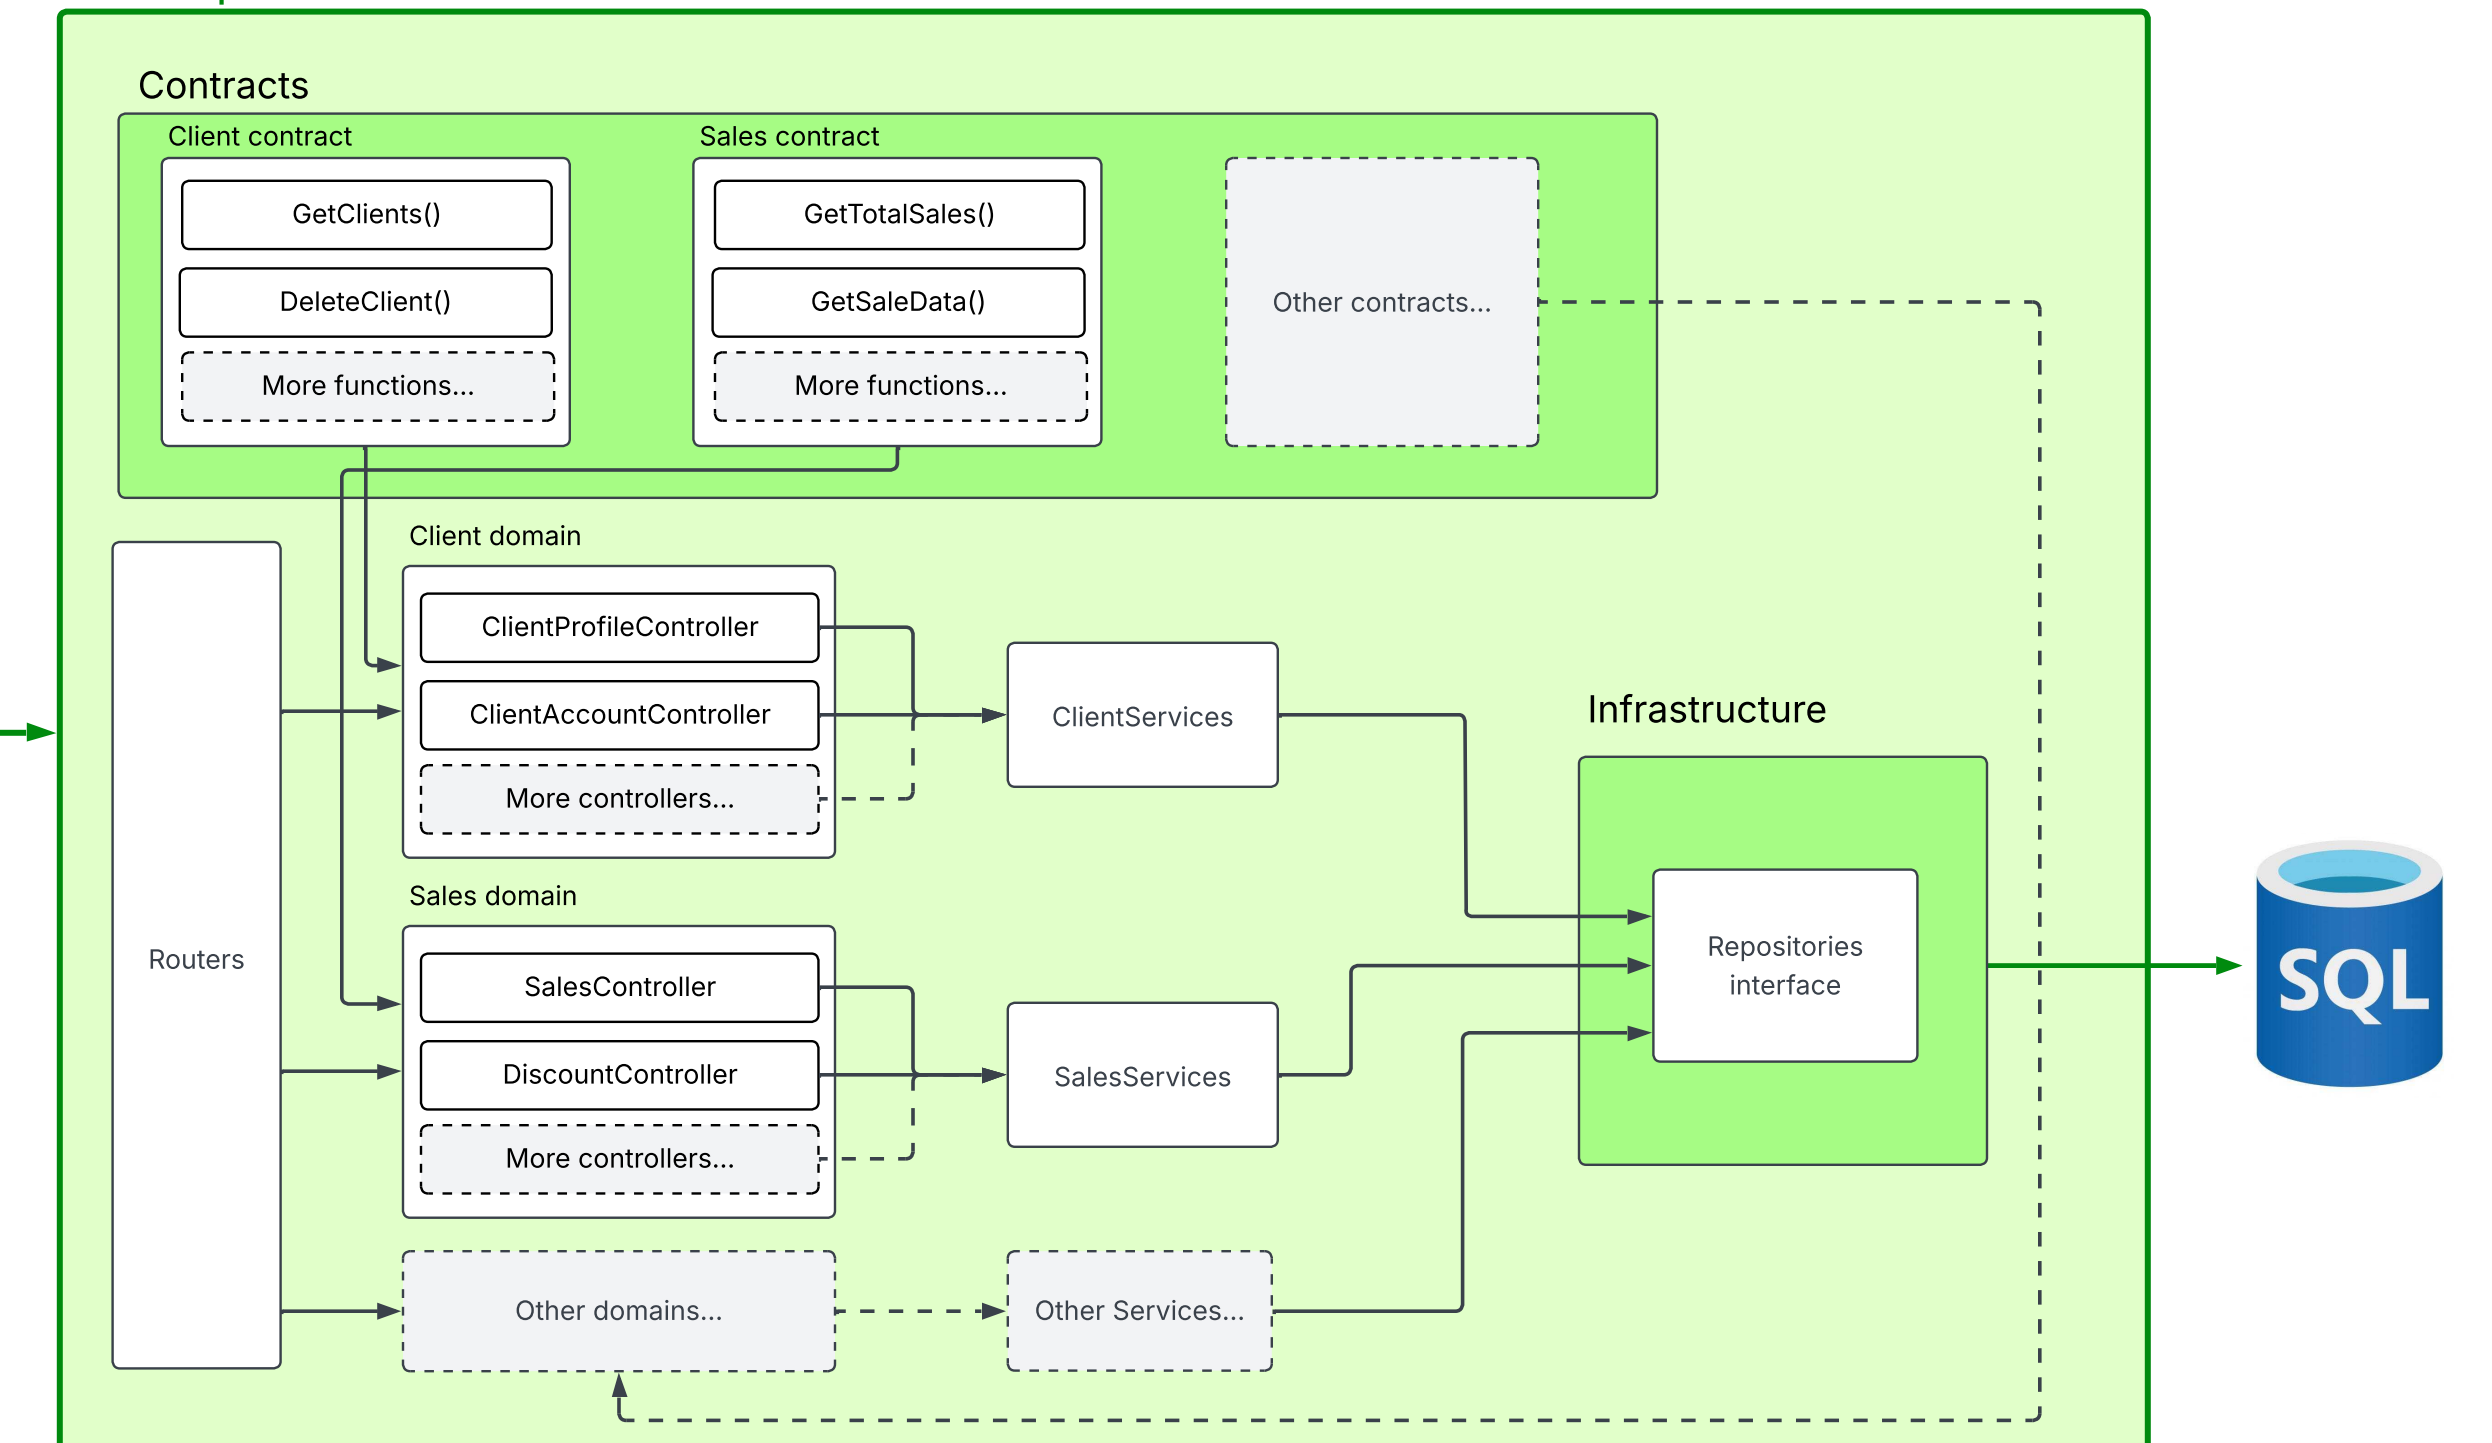 Contracts
Client contract
GetClients()
DeleteClient()
More functions...
Sales contract
GetTotalSales()
GetSaleData()
More functions...
Other contracts...
Routers
Client domain
ClientProfileController
ClientAccountController
More controllers...
ClientServices
Sales domain
SalesController
DiscountController
More controllers...
SalesServices
Other domains...
Other Services...
Infrastructure
Repositories
interface
SQL